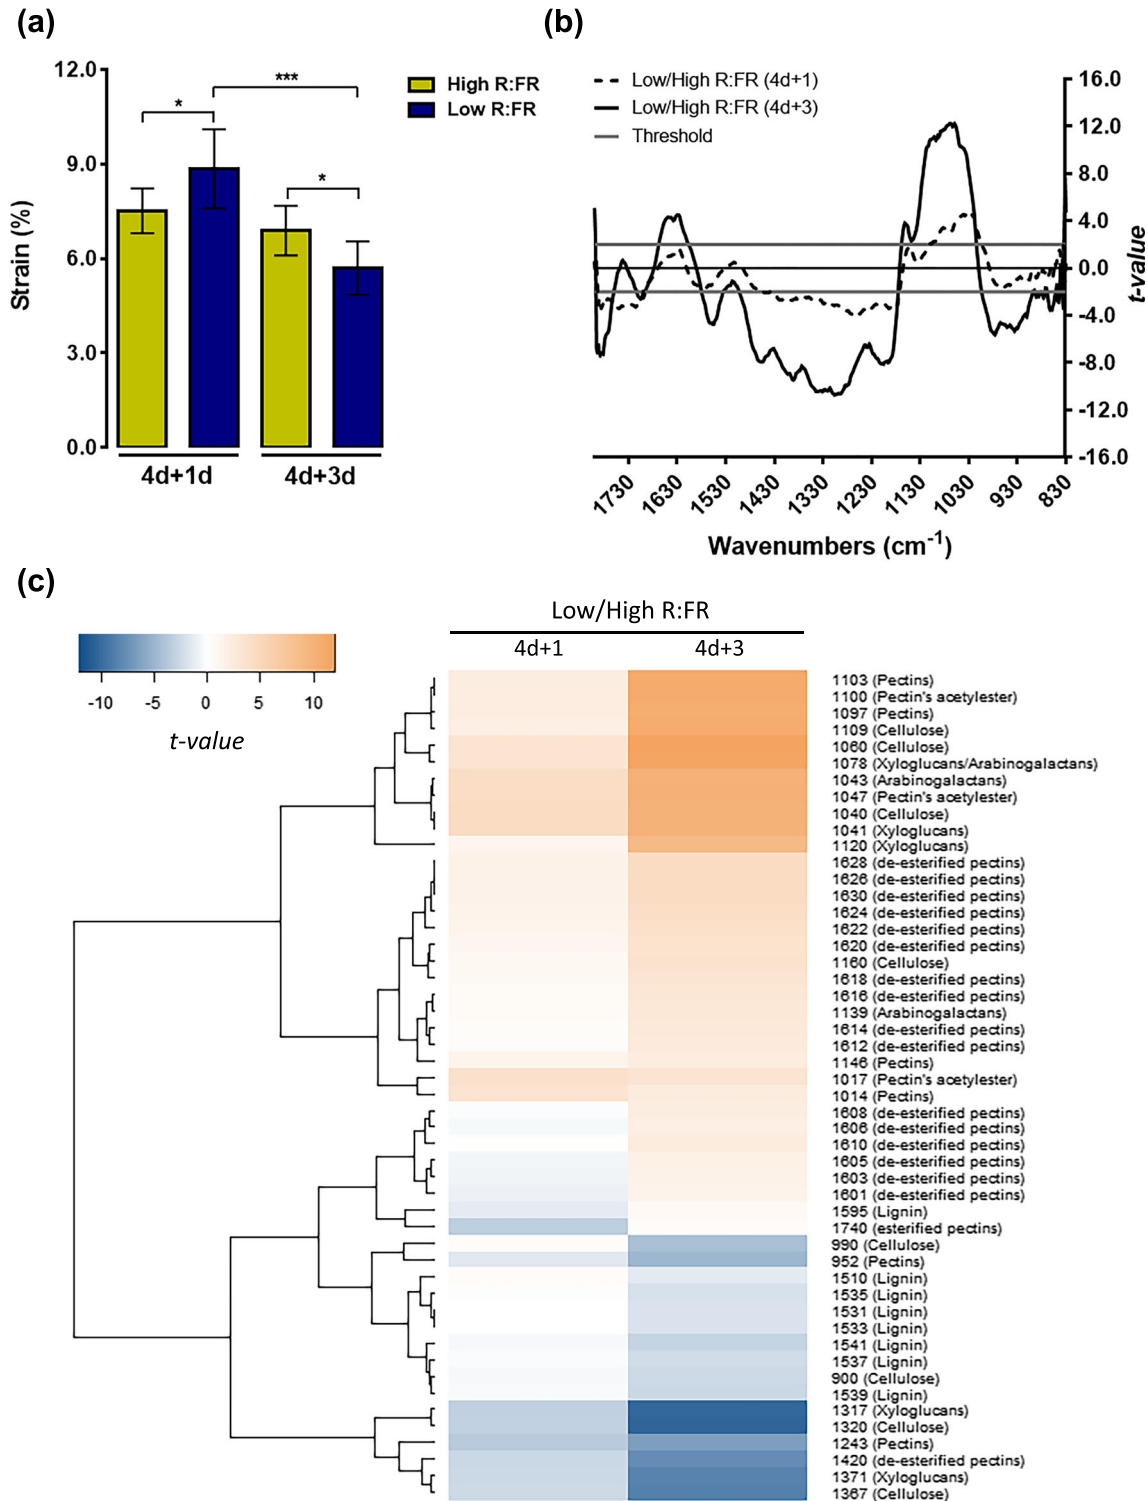 (a)
12.0
9.0
6.0
3.0
0.0
Strain (%)
*
***
*
High R:FR
Low R:FR
4d+1d
4d+3d
(b)
Low/High R:FR (4d+1)
Low/High R:FR (4d+3)
Threshold
16.0
12.0
8.0
4.0
0.0
-4.0
-8.0
-12.0
-16.0
t-value
1730
1630
1530
1430
1330
1230
1130
1030
930
830
Wavenumbers (cm-1)
(c)
-10
-5
0
5
10
t-value
Low/High R:FR
4d+1
4d+3
1103 (Pectins)
1100 (Pectin's acetylester)
1097 (Pectins)
1109 (Cellulose)
1060 (Cellulose)
1078 (Xyloglucans/Arabinogalactans)
1043 (Arabinogalactans)
1047 (Pectin's acetylester)
1040 (Cellulose)
1041 (Xyloglucans)
1120 (Xyloglucans)
1628 (de-esterified pectins)
1626 (de-esterified pectins)
1630 (de-esterified pectins)
1624 (de-esterified pectins)
1622 (de-esterified pectins)
1620 (de-esterified pectins)
1160 (Cellulose)
1618 (de-esterified pectins)
1616 (de-esterified pectins)
1139 (Arabinogalactans)
1614 (de-esterified pectins)
1612 (de-esterified pectins)
1146 (Pectins)
1017 (Pectin's acetylester)
1014 (Pectins)
1608 (de-esterified pectins)
1606 (de-esterified pectins)
1610 (de-esterified pectins)
1605 (de-esterified pectins)
1603 (de-esterified pectins)
1601 (de-esterified pectins)
1595 (Lignin)
1740 (esterified pectins)
990 (Cellulose)
952 (Pectins)
1510 (Lignin)
1535 (Lignin)
1531 (Lignin)
1533 (Lignin)
1541 (Lignin)
1537 (Lignin)
900 (Cellulose)
1539 (Lignin)
1317 (Xyloglucans)
1320 (Cellulose)
1243 (Pectins)
1420 (de-esterified pectins)
1371 (Xyloglucans)
1367 (Cellulose)